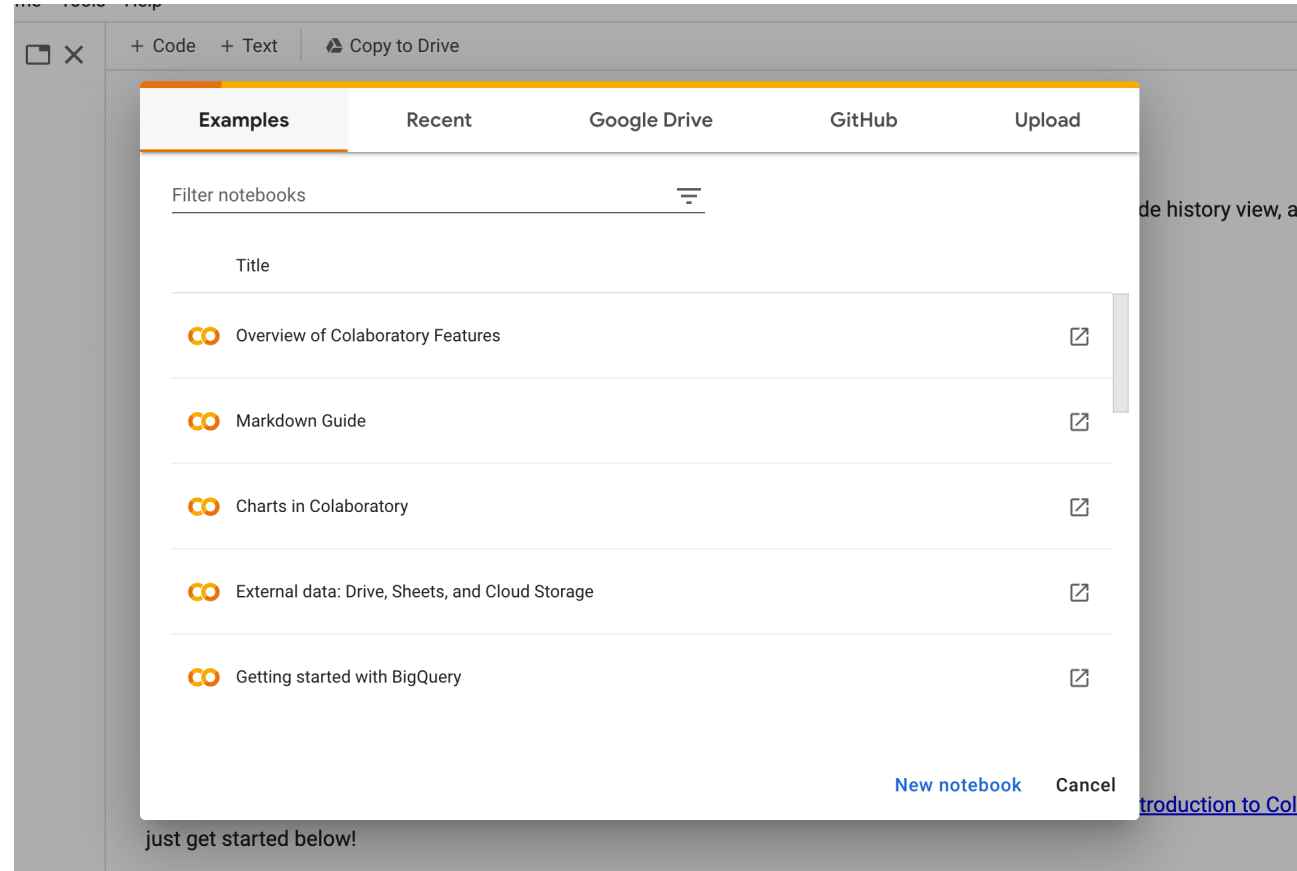 Tools Help
+ Code + Text Copy to Drive
Examples Recent Google Drive GitHub Upload
Filter notebooks
de history view, a
Title
Overview of Colaboratory Features
Markdown Guide
Charts in Colaboratory
External data: Drive, Sheets, and Cloud Storage
Getting started with BigQuery
New notebook Cancel
troduction to Col
just get started below!